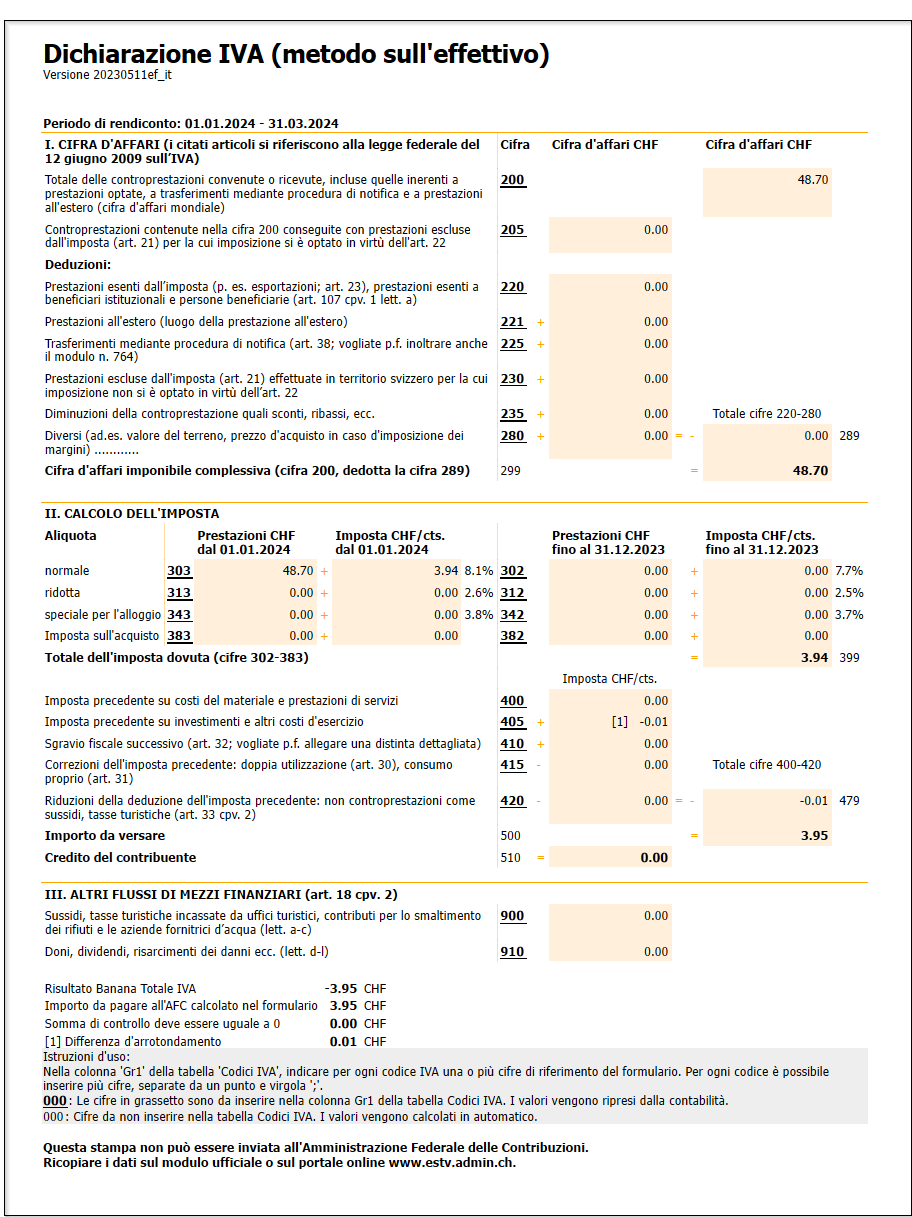 Dichiarazione IVA (metodo sull'effettivo)
Versione 20230511ef_it
Periodo di rendiconto: 01.01.2024 - 31.03.2024
I. CIFRA D'AFFARI (i citati articoli si riferiscono alla legge federale del Cifra Cifra d'affari CHF Cifra d'affari CHF
12 giugno 2009 sull’IVA)
Totale delle controprestazioni convenute o ricevute, incluse quelle inerenti a 200 48.70
prestazioni optate, a trasferimenti mediante procedura di notifica e a prestazioni
all'estero (cifra d'affari mondiale)
Controprestazioni contenute nella cifra 200 conseguite con prestazioni escluse 205 0.00
dall'imposta (art. 21) per la cui imposizione si è optato in virtù dell'art. 22
Deduzioni:
Prestazioni esenti dall’imposta (p. es. esportazioni; art. 23), prestazioni esenti a 220 0.00
beneficiari istituzionali e persone beneficiarie (art. 107 cpv. 1 lett. a)
Prestazioni all'estero (luogo della prestazione all'estero) 221 + 0.00
Trasferimenti mediante procedura di notifica (art. 38; vogliate p.f. inoltrare anche 225 + 0.00
il modulo n. 764)
Prestazioni escluse dall'imposta (art. 21) effettuate in territorio svizzero per la cui 230 + 0.00
imposizione non si è optato in virtù dell’art. 22
Diminuzioni della controprestazione quali sconti, ribassi, ecc. 235 + 0.00 Totale cifre 220-280
Diversi (ad.es. valore del terreno, prezzo d'acquisto in caso d'imposizione dei 280 + 0.00 = - 0.00 289
margini) ............
Cifra d'affari imponibile complessiva (cifra 200, dedotta la cifra 289) 299 = 48.70
II. CALCOLO DELL'IMPOSTA
Aliquota Prestazioni CHF Imposta CHF/cts. Prestazioni CHF Imposta CHF/cts.
dal 01.01.2024 dal 01.01.2024 fino al 31.12.2023 fino al 31.12.2023
normale 303 48.70 + 3.94 8.1% 302 0.00 + 0.00 7.7%
ridotta 313 0.00 + 0.00 2.6% 312 0.00 + 0.00 2.5%
speciale per l'alloggio 343 0.00 + 0.00 3.8% 342 0.00 + 0.00 3.7%
Imposta sull'acquisto 383 0.00 + 0.00 382 0.00 + 0.00
Totale dell'imposta dovuta (cifre 302-383) = 3.94 399
Imposta CHF/cts.
Imposta precedente su costi del materiale e prestazioni di servizi 400 0.00
Imposta precedente su investimenti e altri costi d'esercizio 405 + [1] -0.01
Sgravio fiscale successivo (art. 32; vogliate p.f. allegare una distinta dettagliata) 410 + 0.00
Correzioni dell'imposta precedente: doppia utilizzazione (art. 30), consumo 415 - 0.00 Totale cifre 400-420
proprio (art. 31)
Riduzioni della deduzione dell'imposta precedente: non controprestazioni come 420 - 0.00 = - -0.01 479
sussidi, tasse turistiche (art. 33 cpv. 2)
Importo da versare 500 = 3.95
Credito del contribuente 510 = 0.00
III. ALTRI FLUSSI DI MEZZI FINANZIARI (art. 18 cpv. 2)
Sussidi, tasse turistiche incassate da uffici turistici, contributi per lo smaltimento 900 0.00
dei rifiuti e le aziende fornitrici d’acqua (lett. a-c)
Doni, dividendi, risarcimenti dei danni ecc. (lett. d-l) 910 0.00
Risultato Banana Totale IVA -3.95 CHF
Importo da pagare all'AFC calcolato nel formulario 3.95 CHF
Somma di controllo deve essere uguale a 0 0.00 CHF
[1] Differenza d'arrotondamento 0.01 CHF
Istruzioni d'uso:
Nella colonna 'Gr1' della tabella 'Codici IVA', indicare per ogni codice IVA una o più cifre di riferimento del formulario. Per ogni codice è possibile
inserire più cifre, separate da un punto e virgola ';'.
000: Le cifre in grassetto sono da inserire nella colonna Gr1 della tabella Codici IVA. I valori vengono ripresi dalla contabilità.
000: Cifre da non inserire nella tabella Codici IVA. I valori vengono calcolati in automatico.
Questa stampa non può essere inviata all'Amministrazione Federale delle Contribuzioni.
Ricopiare i dati sul modulo ufficiale o sul portale online www.estv.admin.ch.